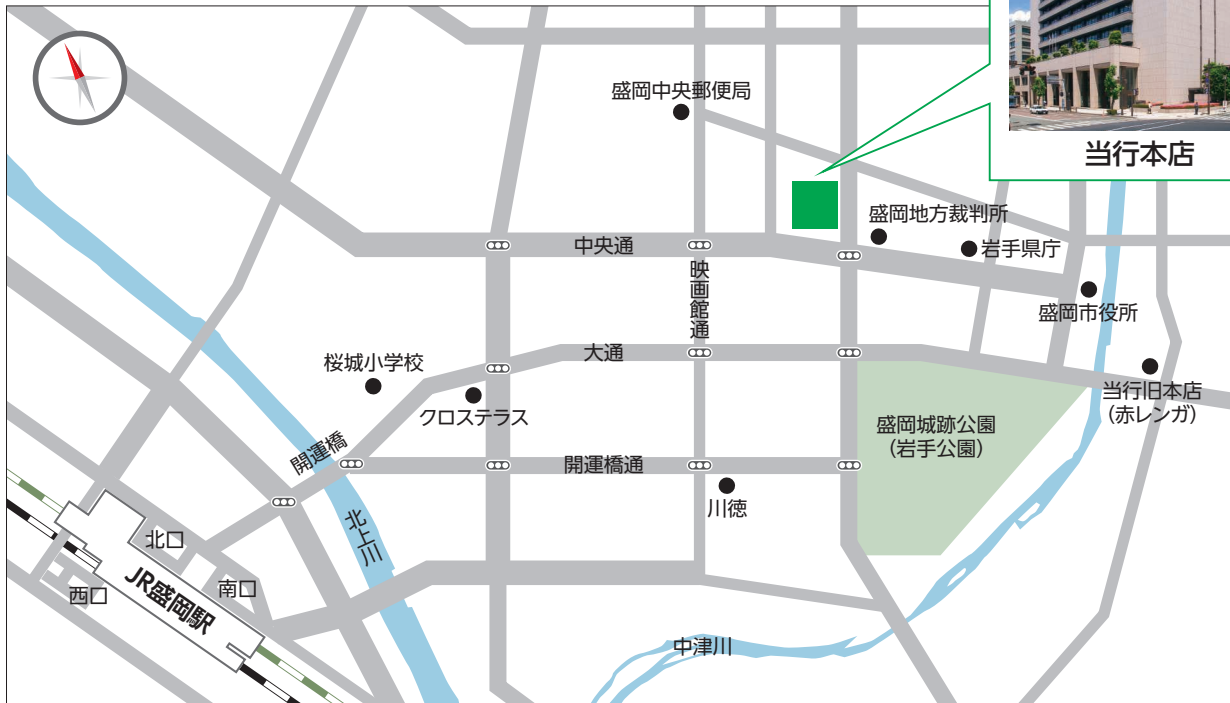 盛岡中央郵便局
当行本店
盛岡地方裁判所
岩手県庁
中央通
映画館通
盛岡市役所
大通
桜城小学校
クロステラス
当行旧本店
（赤レンガ）
盛岡城跡公園
（岩手公園）
開運橋
開運橋通
川徳
北上川
北口
南口
西口
JR盛岡駅
中津川